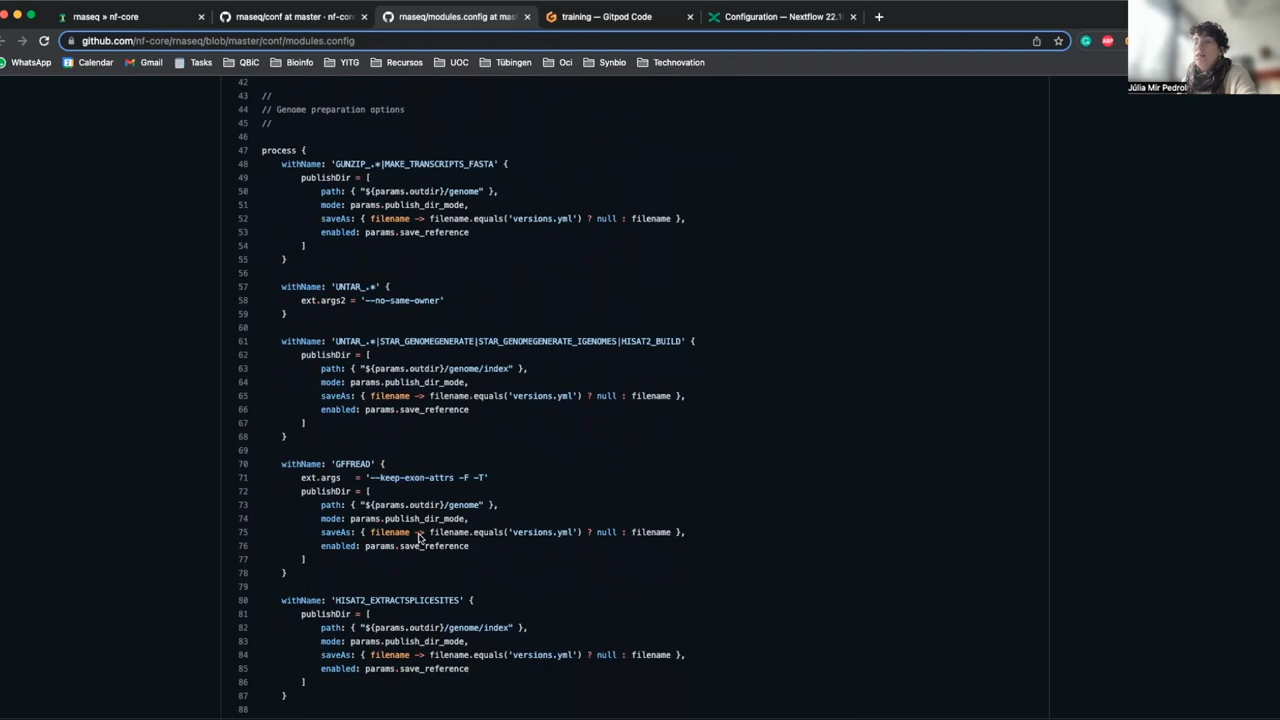 rnaseq » nf-core
rnaseq/conf at master · nf-cor
rnaseq/modules.config at mas
training — Gitpod Code
Configuration — Nextflow 22.1
github.com/nf-core/rnaseq/blob/master/conf/modules.config
WhatsApp Calendar Gmail Tasks QBiC Bioinfo YITG Recursos UOC Tübingen Oci Synbio Technovation
Júlia Mir Pedrol
42
43 //
44 // Genome preparation options
45 //
46
47 process {
48 withName: 'GUNZIP_.*|MAKE_TRANSCRIPTS_FASTA' {
49 publishDir = [
50 path: { "${params.outdir}/genome" },
51 mode: params.publish_dir_mode,
52 saveAs: { filename -> filename.equals('versions.yml') ? null : filename },
53 enabled: params.save_reference
54 ]
55 }
56
57 withName: 'UNTAR_.*' {
58 ext.args2 = '--no-same-owner'
59 }
60
61 withName: 'UNTAR_.*|STAR_GENOMEGENERATE|STAR_GENOMEGENERATE_IGENOMES|HISAT2_BUILD' {
62 publishDir = [
63 path: { "${params.outdir}/genome/index" },
64 mode: params.publish_dir_mode,
65 saveAs: { filename -> filename.equals('versions.yml') ? null : filename },
66 enabled: params.save_reference
67 ]
68 }
69
70 withName: 'GFFREAD' {
71 ext.args = '--keep-exon-attrs -F -T'
72 publishDir = [
73 path: { "${params.outdir}/genome" },
74 mode: params.publish_dir_mode,
75 saveAs: { filename -> filename.equals('versions.yml') ? null : filename },
76 enabled: params.save_reference
77 ]
78 }
79
80 withName: 'HISAT2_EXTRACTSPLICESITES' {
81 publishDir = [
82 path: { "${params.outdir}/genome/index" },
83 mode: params.publish_dir_mode,
84 saveAs: { filename -> filename.equals('versions.yml') ? null : filename },
85 enabled: params.save_reference
86 ]
87 }
88